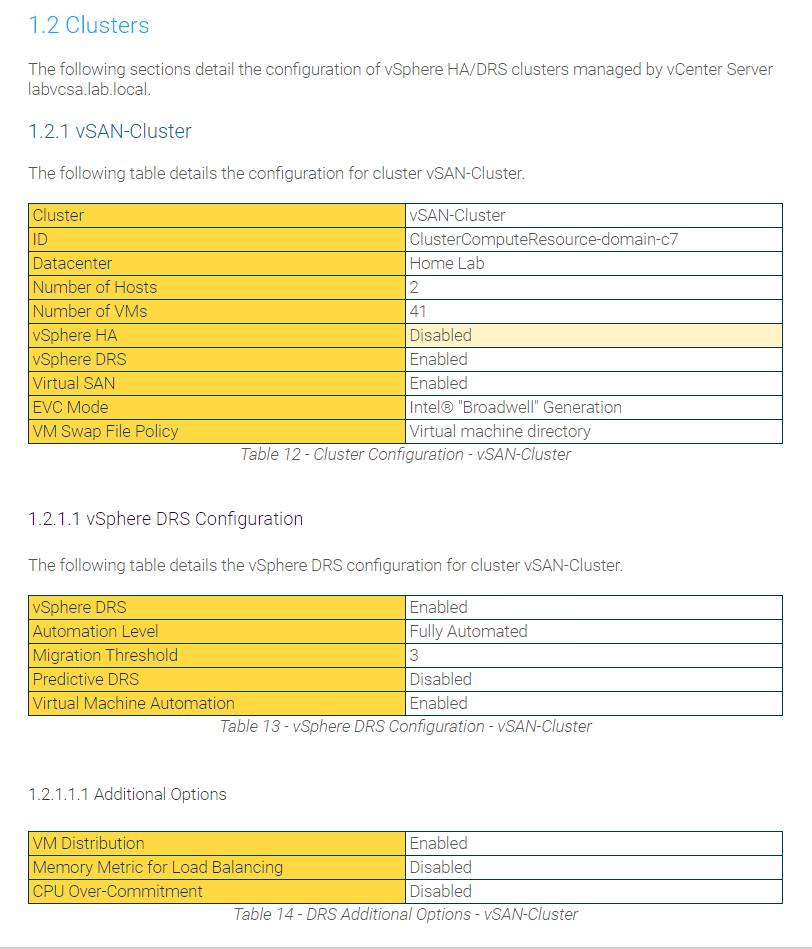 1.2 Clusters
The following sections detail the configuration of vSphere HA/DRS clusters managed by vCenter Server
labvcsa.lab.local.
1.2.1 vSAN-Cluster
The following table details the configuration for cluster vSAN-Cluster.
Cluster vSAN-Cluster
ID ClusterComputeResource-domain-c7
Datacenter Home Lab
Number of Hosts 2
Number of VMs 41
vSphere HA Disabled
vSphere DRS Enabled
Virtual SAN Enabled
EVC Mode Intel® "Broadwell" Generation
VM Swap File Policy Virtual machine directory
Table 12 - Cluster Configuration - vSAN-Cluster
1.2.1.1 vSphere DRS Configuration
The following table details the vSphere DRS configuration for cluster vSAN-Cluster.
vSphere DRS Enabled
Automation Level Fully Automated
Migration Threshold 3
Predictive DRS Disabled
Virtual Machine Automation Enabled
Table 13 - vSphere DRS Configuration - vSAN-Cluster
1.2.1.1.1 Additional Options
VM Distribution Enabled
Memory Metric for Load Balancing Disabled
CPU Over-Commitment Disabled
Table 14 - DRS Additional Options - vSAN-Cluster